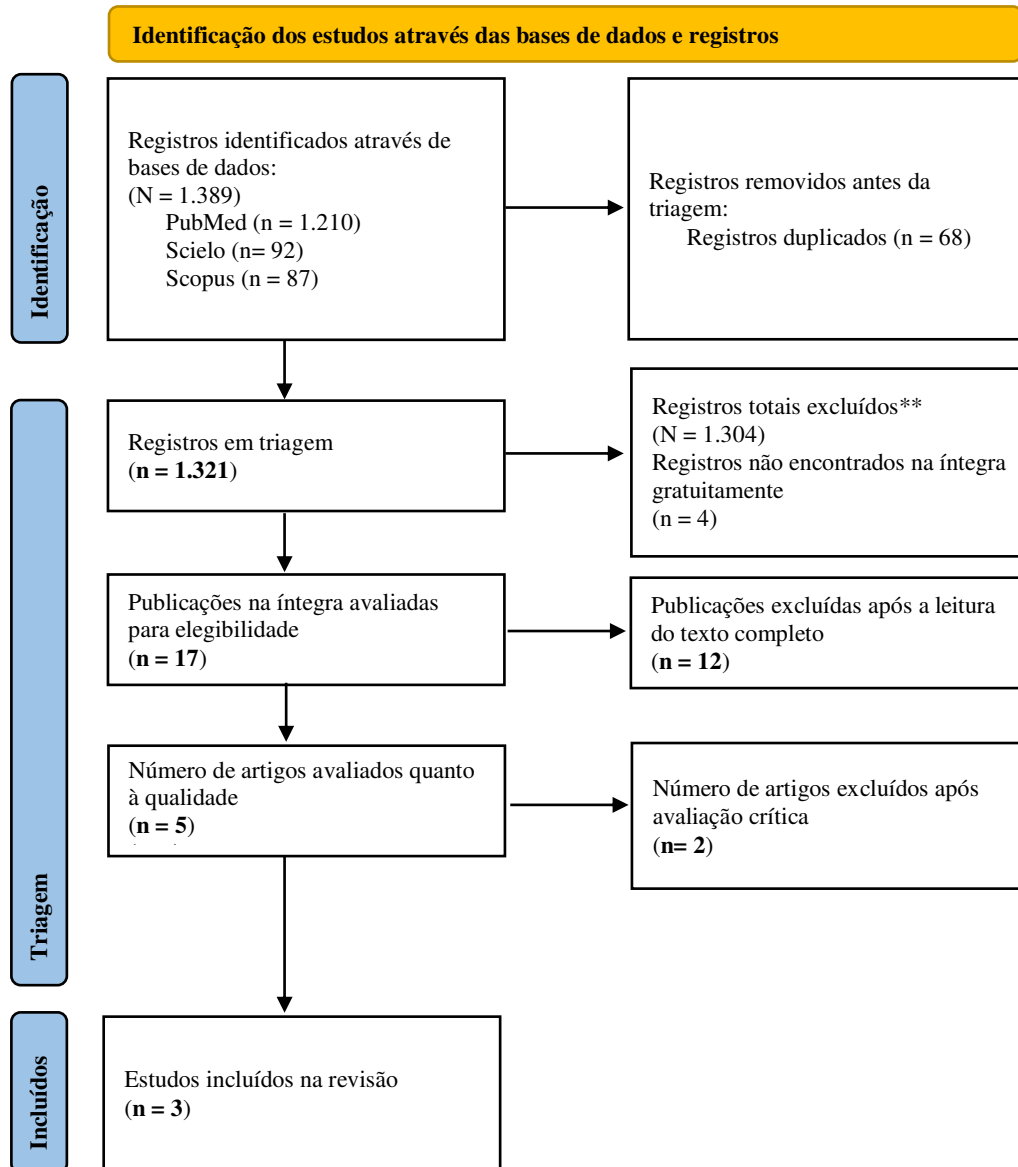 Identificação dos estudos através das bases de dados e registros
Identificação
Registros identificados através de
bases de dados:
(N = 1.389)
PubMed (n = 1.210)
Scielo (n= 92)
Scopus (n = 87)
Registros removidos antes da
triagem:
Registros duplicados (n = 68)
Triagem
Registros em triagem
(n = 1.321)
Registros totais excluídos**
(N = 1.304)
Registros não encontrados na íntegra
gratuitamente
(n = 4)
Publicações na íntegra avaliadas
para elegibilidade
(n = 17)
Publicações excluídas após a leitura
do texto completo
(n = 12)
Número de artigos avaliados quanto
à qualidade
(n = 5)
Número de artigos excluídos após
avaliação crítica
(n= 2)
Incluídos
Estudos incluídos na revisão
(n = 3)